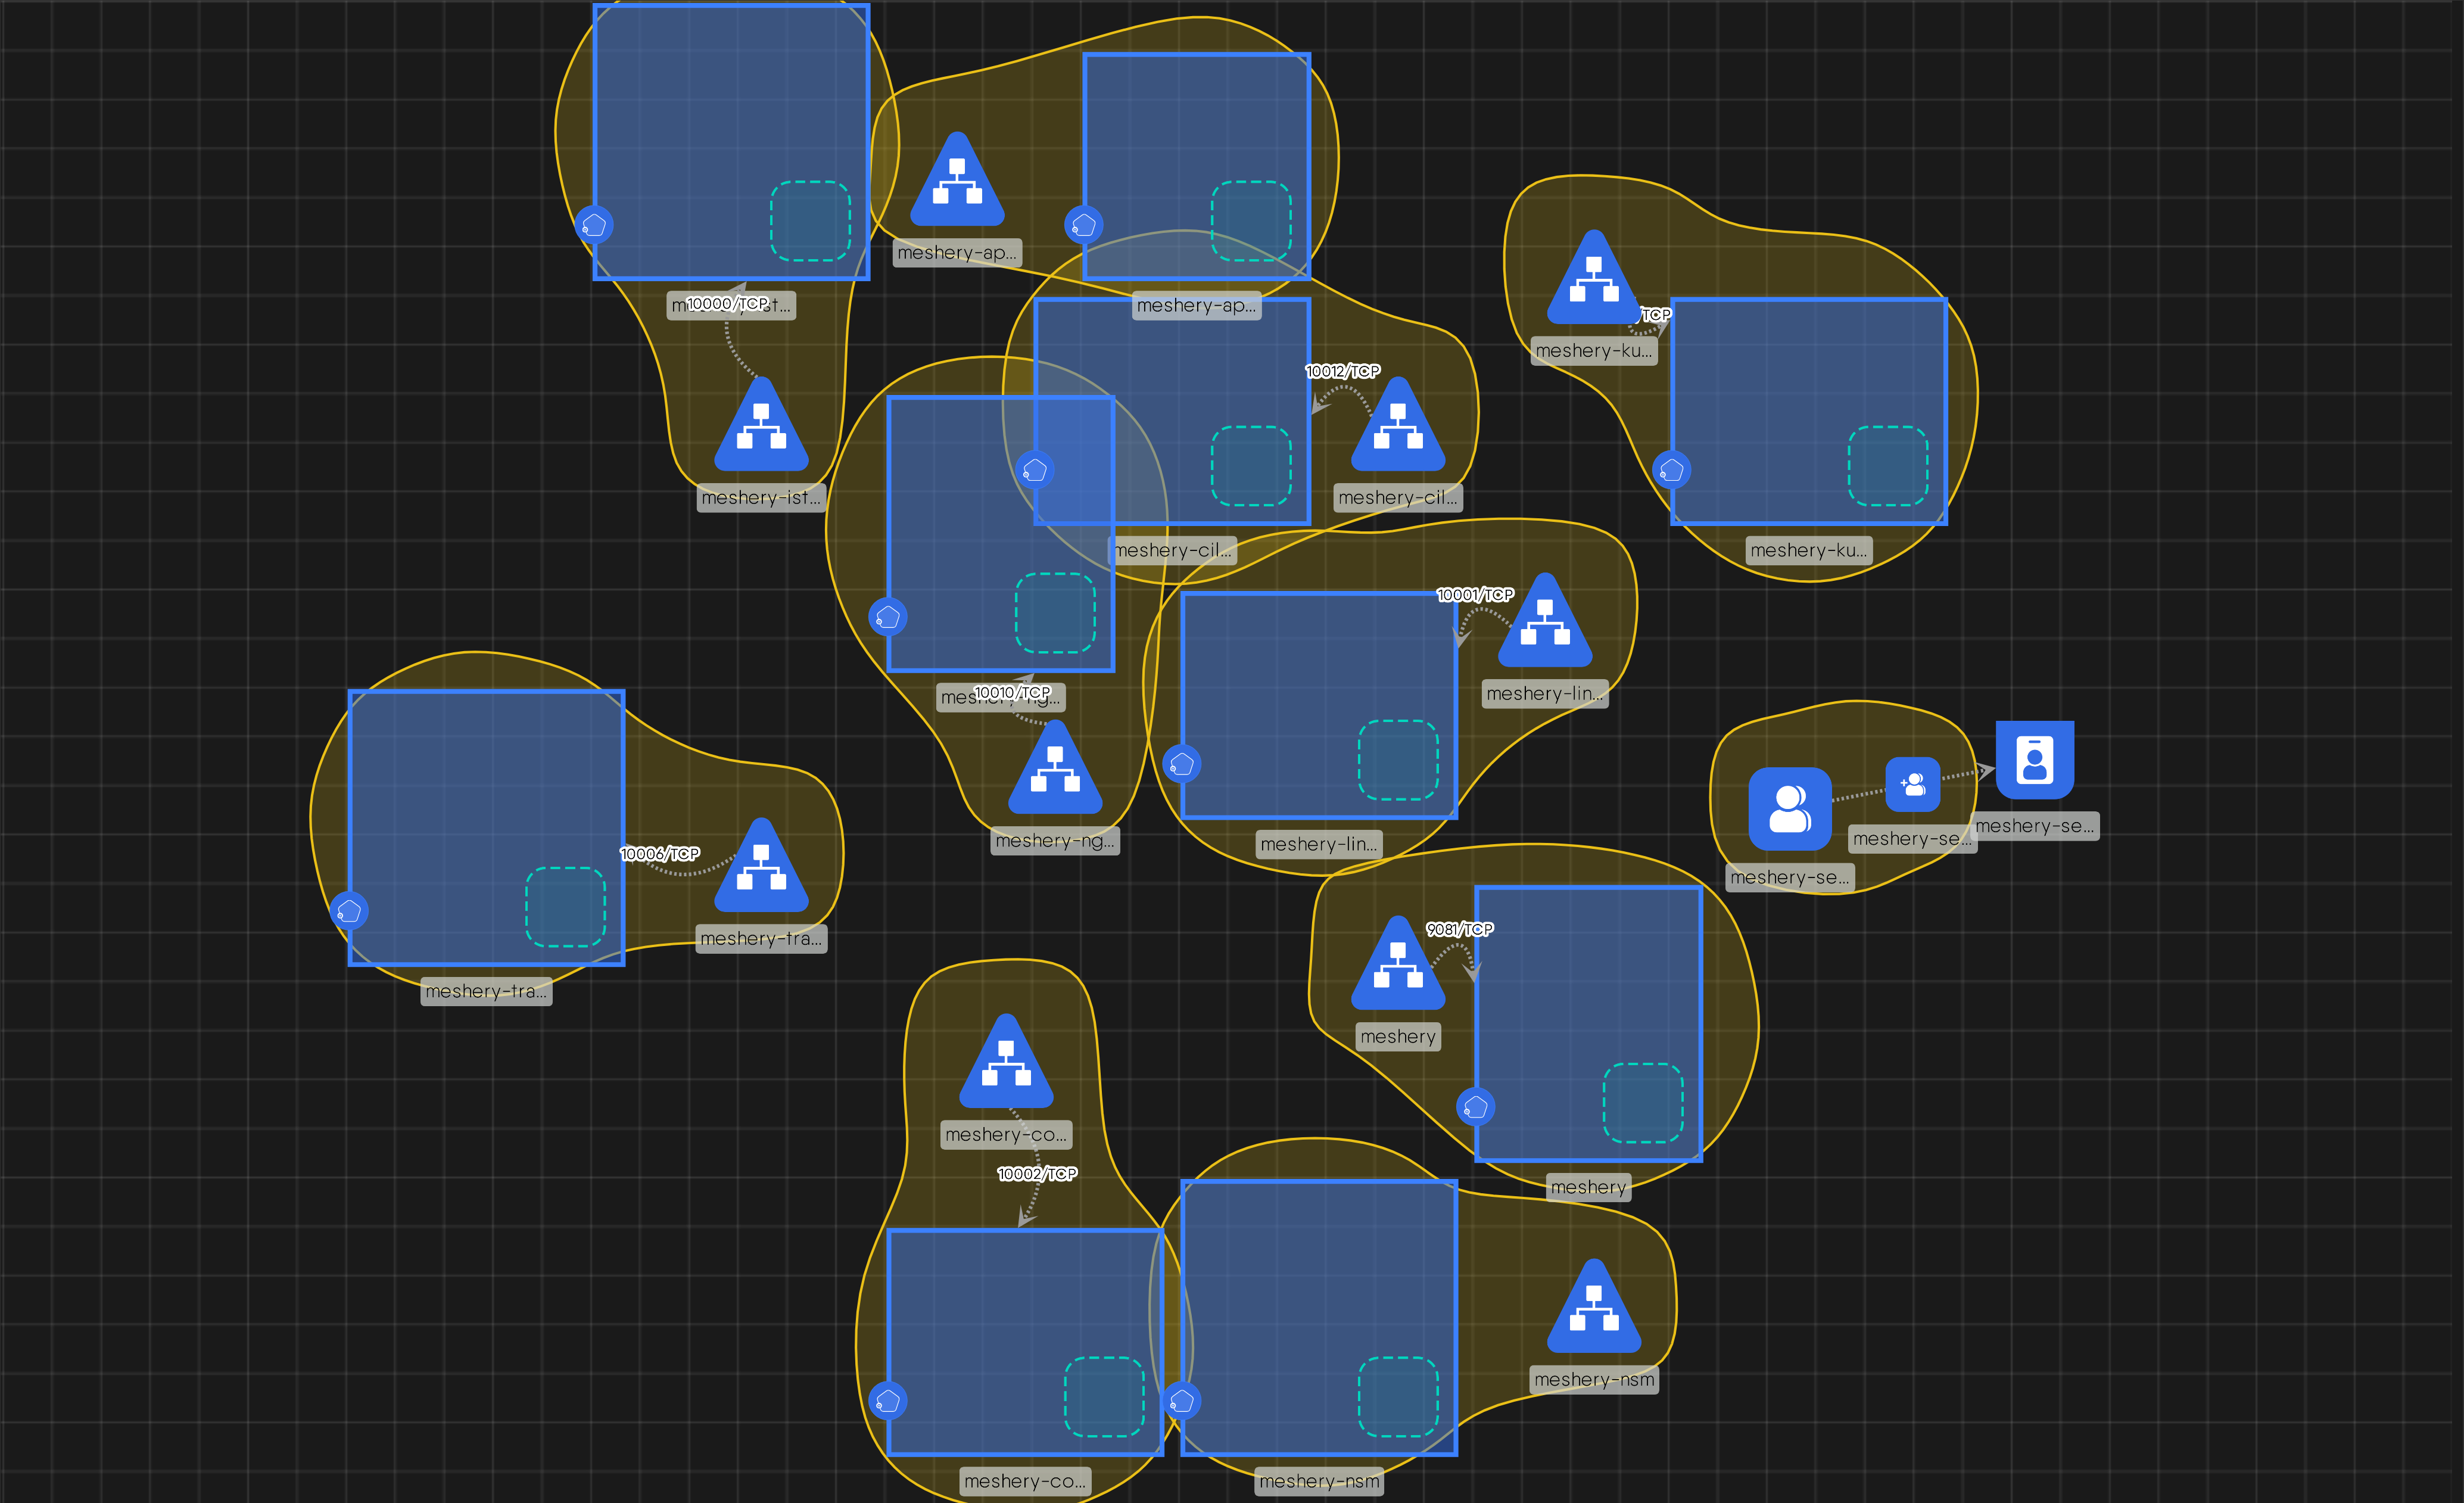 meshery-ap...
10000/TCP
meshery-ap...
/TCP
meshery-ku...
10012/TCP
meshery-ist...
meshery-cil...
meshery-cil...
meshery-ku...
10001/TCP
10010/TCP
meshery-lin...
meshery-ng...
meshery-lin...
meshery-se...
meshery-se...
meshery-se...
10006/TCP
meshery-tra...
meshery-tra...
9081/TCP
meshery
meshery-co...
10002/TCP
meshery
meshery-nsm
meshery-co...
meshery-nsm